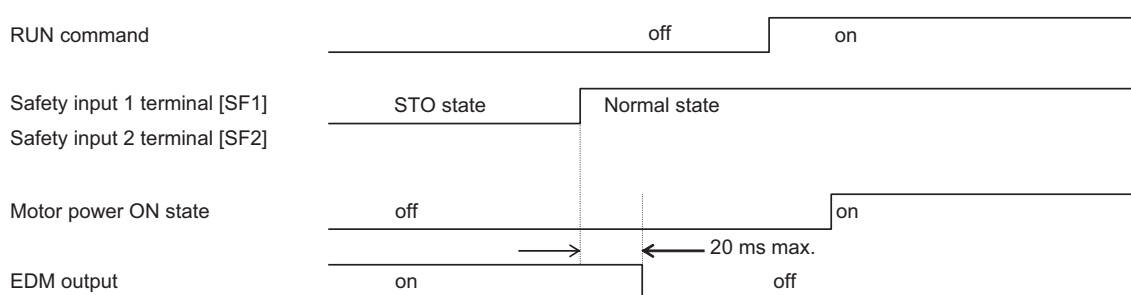 RUN command off on
Safety input 1 terminal [SF1] STO state Normal state
Safety input 2 terminal [SF2]
Motor power ON state off on
20 ms max.
EDM output on off